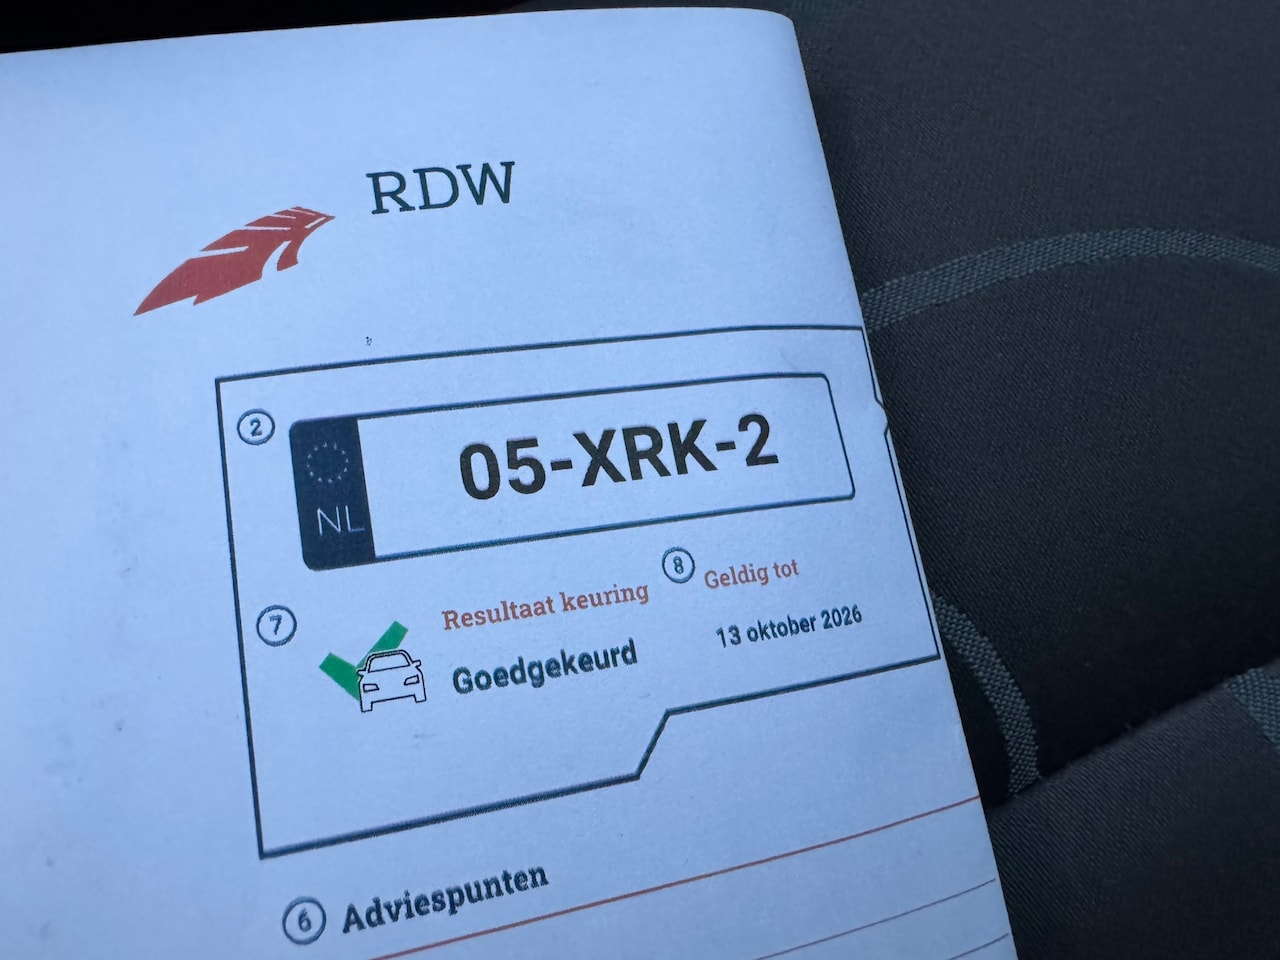 RDW
2
NL
05-XRK-2
7
Resultaat keuring
Goedgekeurd
8
Geldig tot
13 oktober 2026
6
Adviespunten